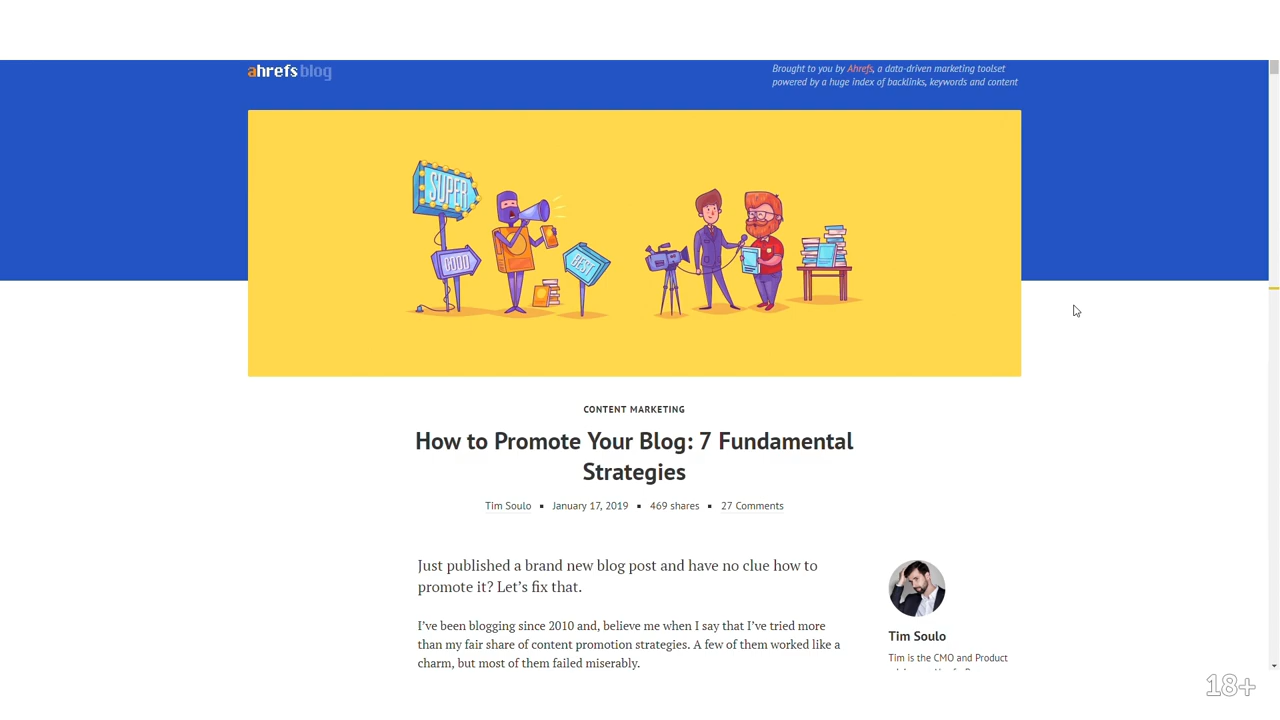 ahrefs blog
Brought to you by Ahrefs, a data-driven marketing toolset
powered by a huge index of backlinks, keywords and content
SUPER
GOOD
BEST
CONTENT MARKETING
How to Promote Your Blog: 7 Fundamental
Strategies
Tim Soulo ▪ January 17, 2019 ▪ 469 shares ▪ 27 Comments
Just published a brand new blog post and have no clue how to
promote it? Let’s fix that.
I’ve been blogging since 2010 and, believe me when I say that I’ve tried more
than my fair share of content promotion strategies. A few of them worked like a
charm, but most of them failed miserably.
Tim Soulo
Tim is the CMO and Product
18+